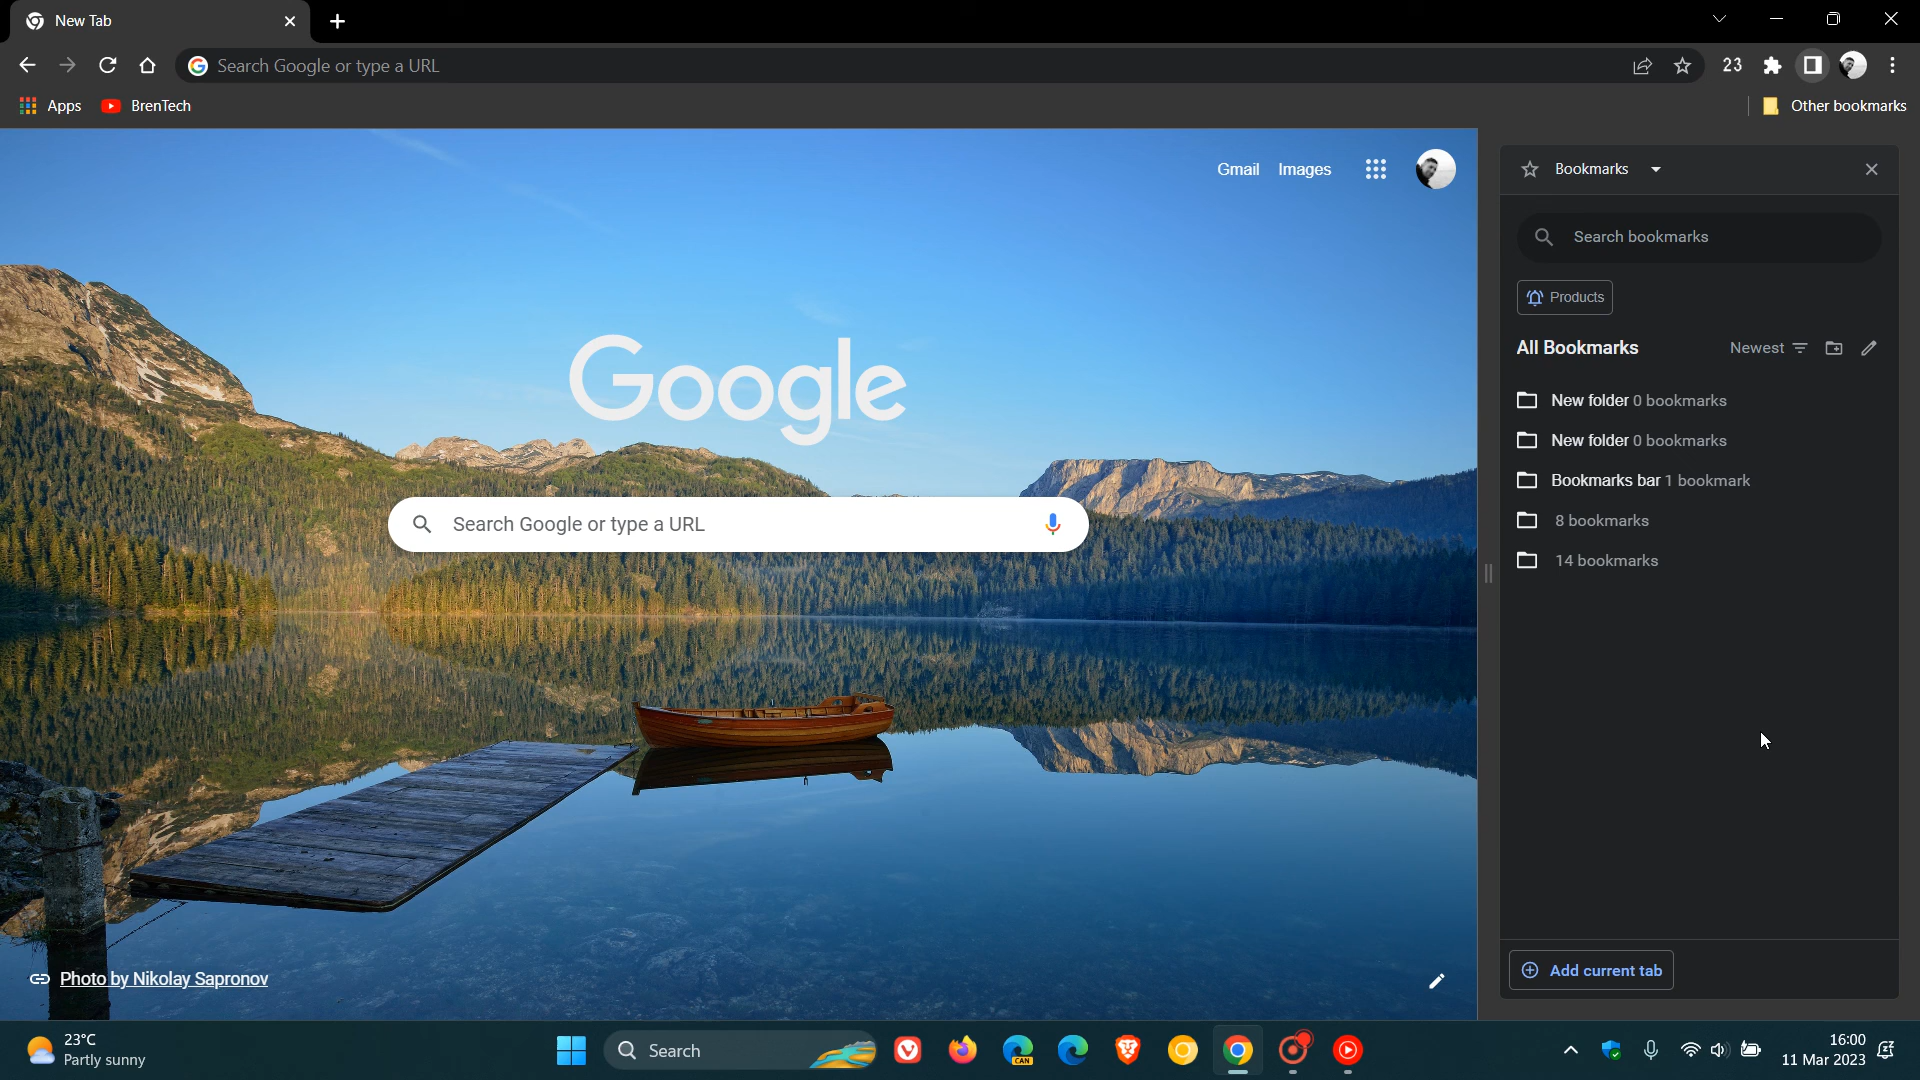 New Tab
Search Google or type a URL
23
Apps
BrenTech
Other bookmarks
Gmail
Images
Bookmarks
Search bookmarks
Products
All Bookmarks
Newest
New folder 0 bookmarks
New folder 0 bookmarks
Bookmarks bar 1 bookmark
8 bookmarks
14 bookmarks
Google
Search Google or type a URL
Photo by Nikolay Sapronov
Add current tab
23°C
Partly sunny
Search
CAN
16:00
11 Mar 2023